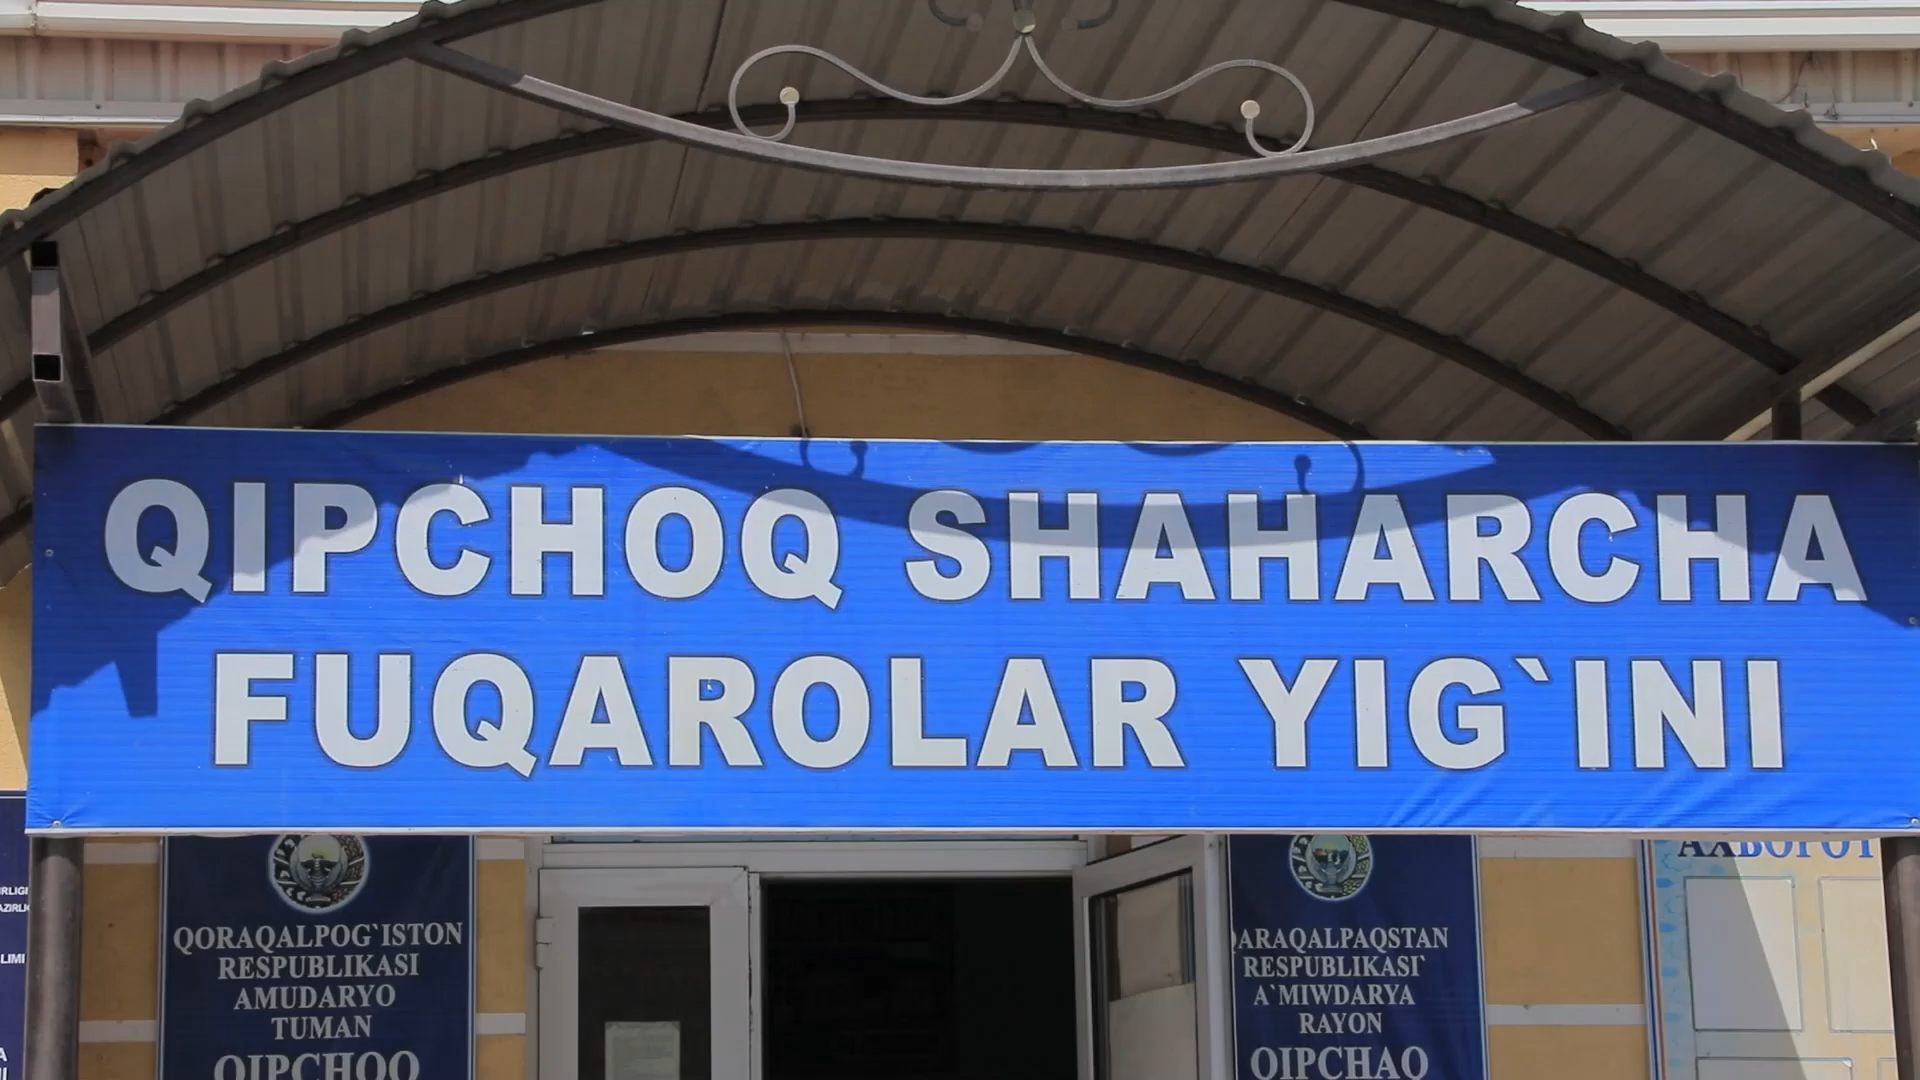 QIPCHOQ SHAHARCHA
FUQAROLAR YIG`INI
QORAQALPOG`ISTON
RESPUBLIKASI
AMUDARYO
TUMAN
QIPCHOQ
QARAQALPAQSTAN
RESPUBLIKASI`
A`MIWDARYA
RAYON
QIPCHAQ
АХБОРОТ